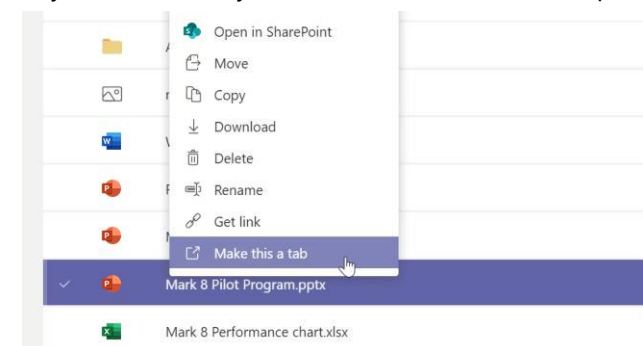 Open in SharePoint
Move
Copy
Download
Delete
Rename
Get link
Make this a tab
Mark 8 Pilot Program.pptx
Mark 8 Performance chart.xlsx